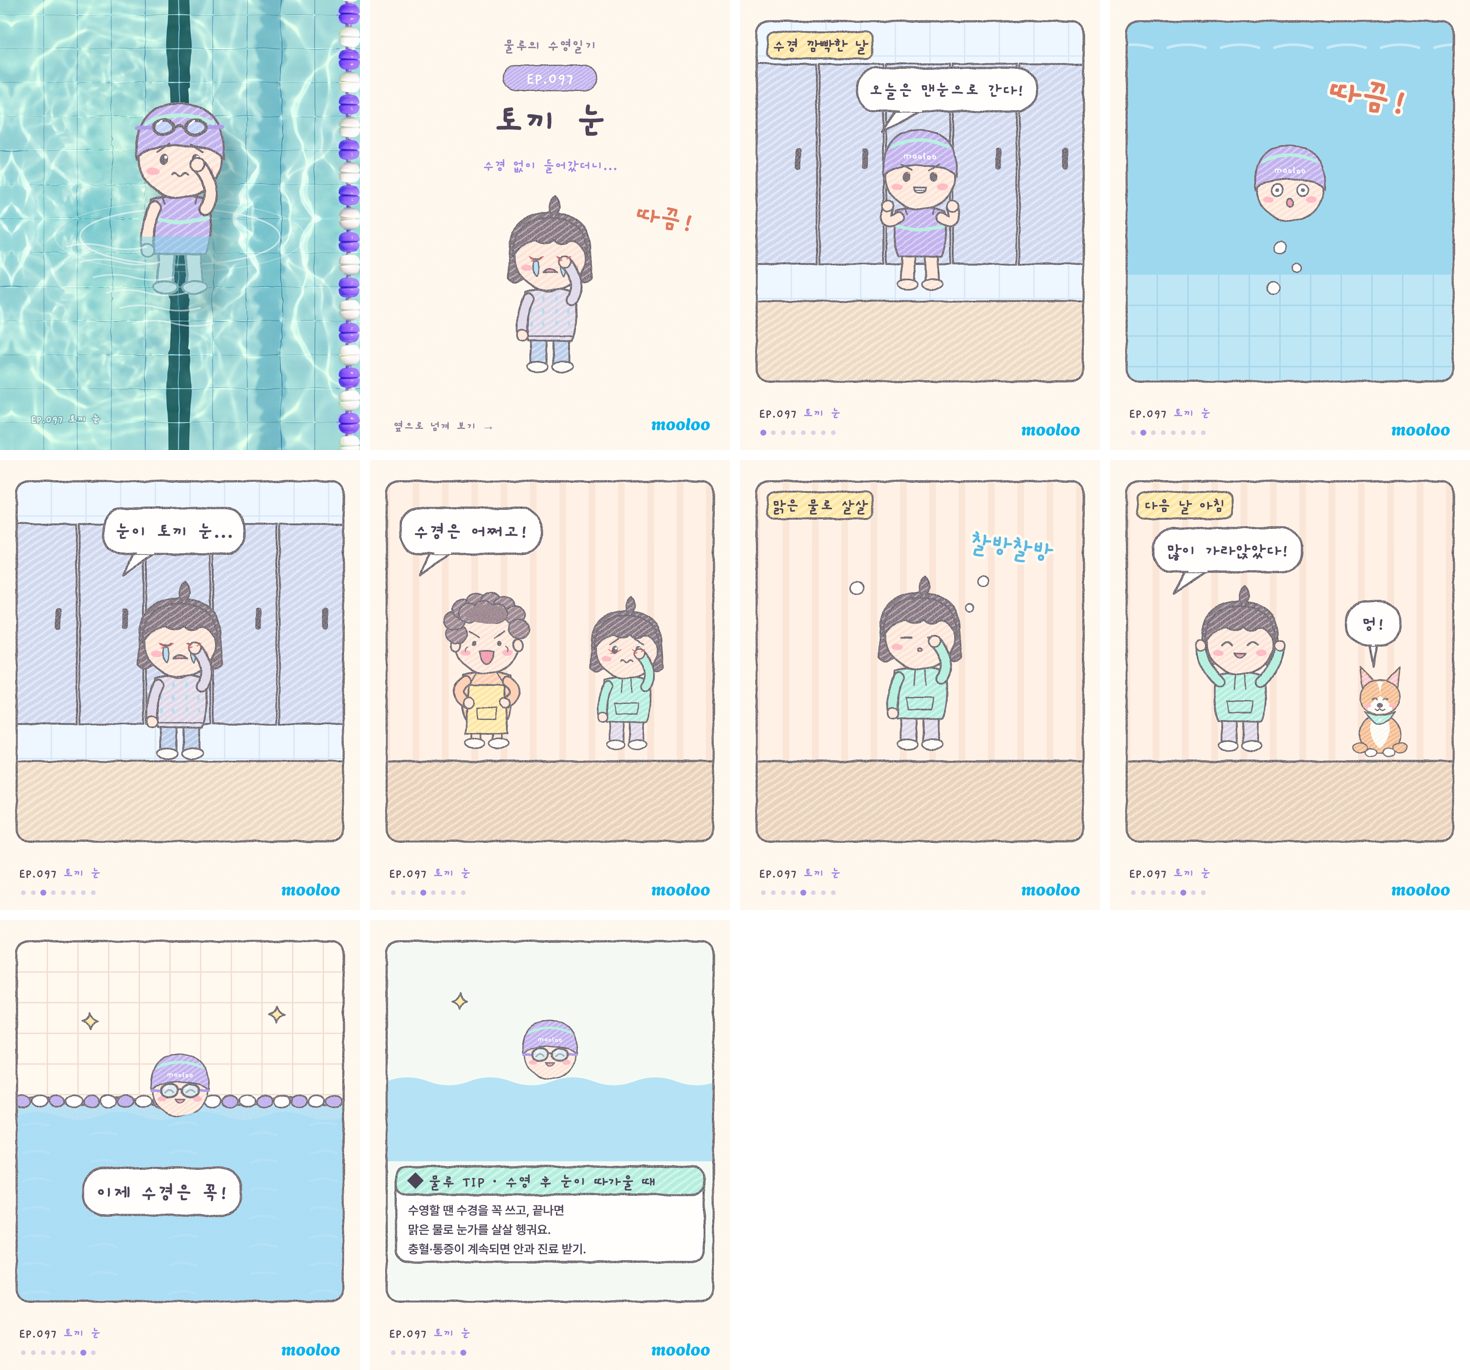 EP.097 토끼 눈
물루의 수영일기
EP.097
토끼 눈
수경 없이 들어갔더니...
따끔!
옆으로 넘겨 보기 →
mooloo
수경 깜빡한 날
오늘은 맨눈으로 간다!
mooloo
EP.097 토끼 눈
mooloo
따끔!
mooloo
EP.097 토끼 눈
mooloo
눈이 토끼 눈...
EP.097 토끼 눈
mooloo
수경은 어쩌고!
EP.097 토끼 눈
mooloo
맑은 물로 살살
찰방찰방
EP.097 토끼 눈
mooloo
다음 날 아침
많이 가라앉았다!
멍!
EP.097 토끼 눈
mooloo
mooloo
이제 수경은 꼭!
EP.097 토끼 눈
mooloo
mooloo
◆ 물루 TIP · 수영 후 눈이 따가울 때
수영할 땐 수경을 꼭 쓰고, 끝나면
맑은 물로 눈가를 살살 헹궈요.
충혈·통증이 계속되면 안과 진료 받기.
EP.097 토끼 눈
mooloo